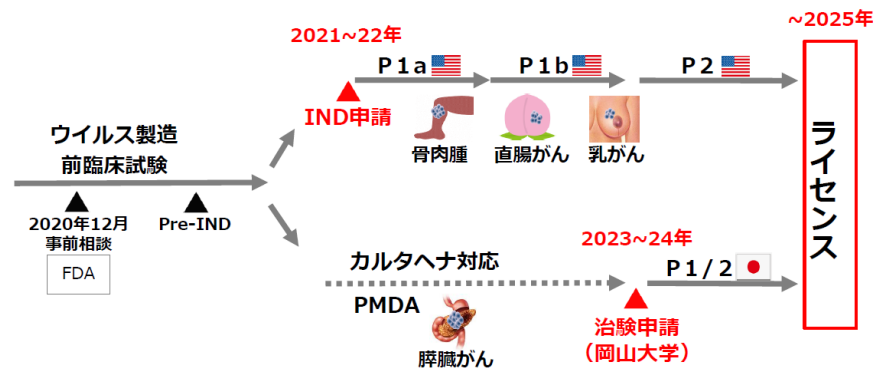 ~2025年
2021~22年
P1a
P1b
P2
IND申請
骨肉腫
直腸がん
乳がん
ウイルス製造
前臨床試験
2020年12月
事前相談
Pre-IND
FDA
2023~24年
カルタヘナ対応
P1/2
PMDA
膵臓がん
治験申請
(岡山大学)
ライセンス